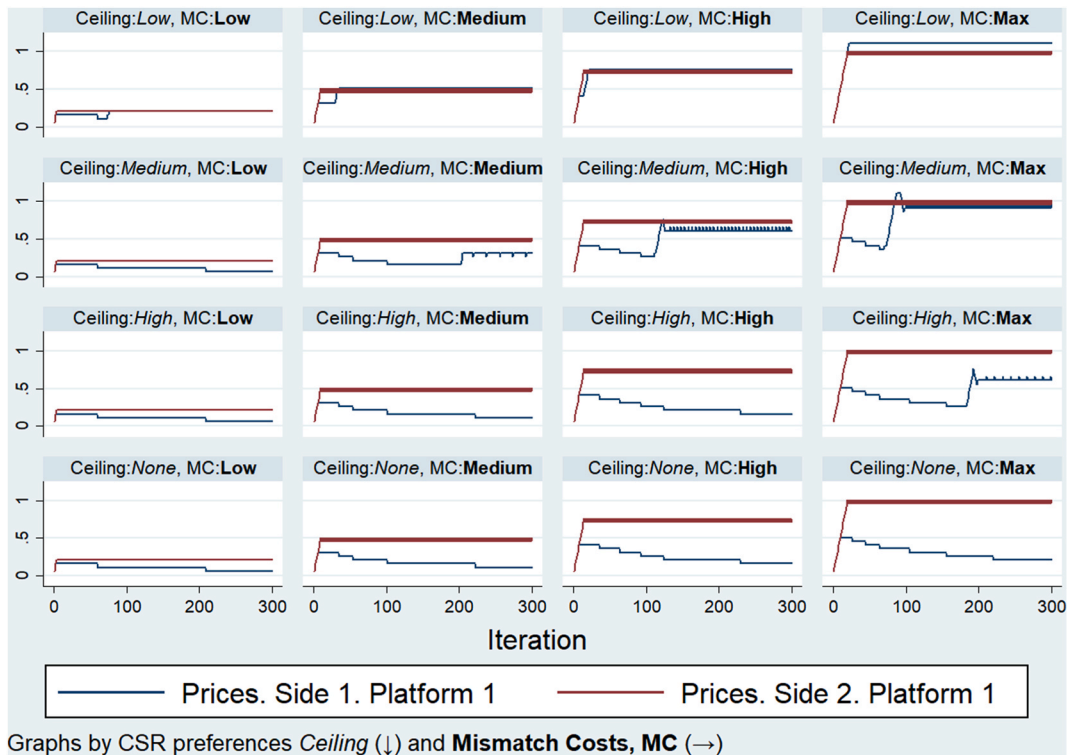 Ceiling:Low, MC:Low Ceiling:Low, MC:Medium Ceiling:Low, MC:High Ceiling:Low, MC:Max
1
.5
0
Ceiling:Medium, MC:Low Ceiling:Medium, MC:Medium Ceiling:Medium, MC:High Ceiling:Medium, MC:Max
1
.5
0
Ceiling:High, MC:Low Ceiling:High, MC:Medium Ceiling:High, MC:High Ceiling:High, MC:Max
1
.5
0
Ceiling:None, MC:Low Ceiling:None, MC:Medium Ceiling:None, MC:High Ceiling:None, MC:Max
1
.5
0
0 100 200 300 0 100 200 300 0 100 200 300 0 100 200 300
Iteration
Prices. Side 1. Platform 1 Prices. Side 2. Platform 1
Graphs by CSR preferences Ceiling (↓) and Mismatch Costs, MC (→)